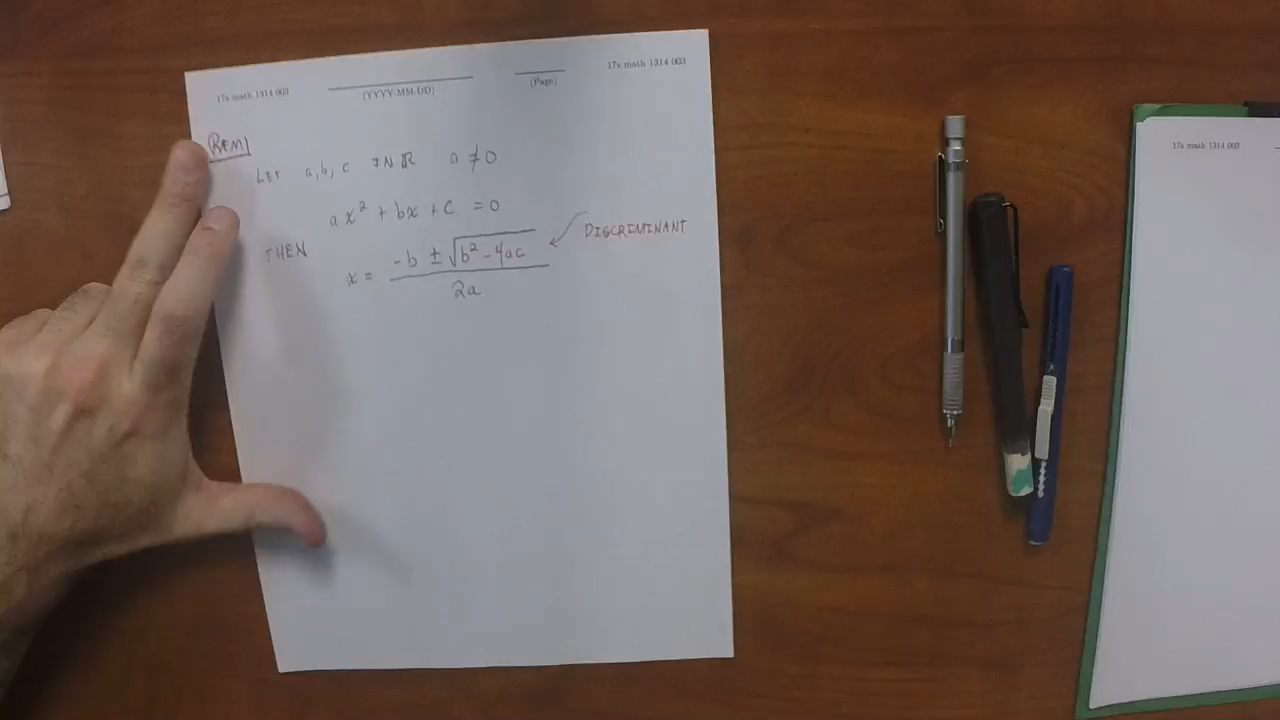 17s math 1314 003
(YYYY-MM-DD)
(Page)
17s math 1314 003
REM
LET a, b, c IN ℝ a ≠ 0
a x² + bx + c = 0
THEN
x = (-b ± √(b² - 4ac)) / 2a
DISCRIMINANT
17s math 1314 003